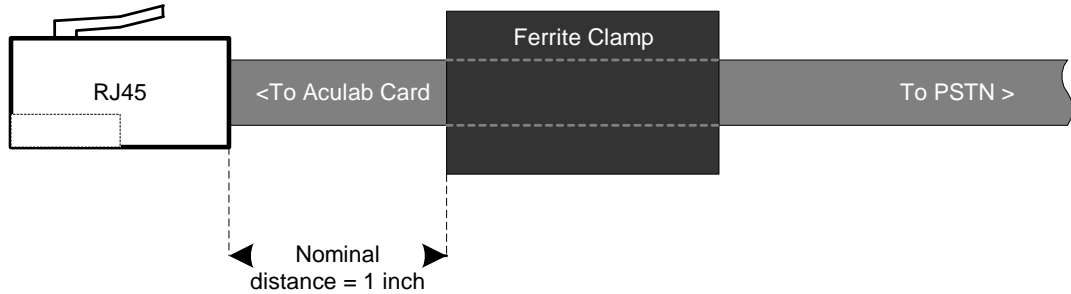 Ferrite Clamp
RJ45
<To Aculab Card
To PSTN >
Nominal
distance = 1 inch